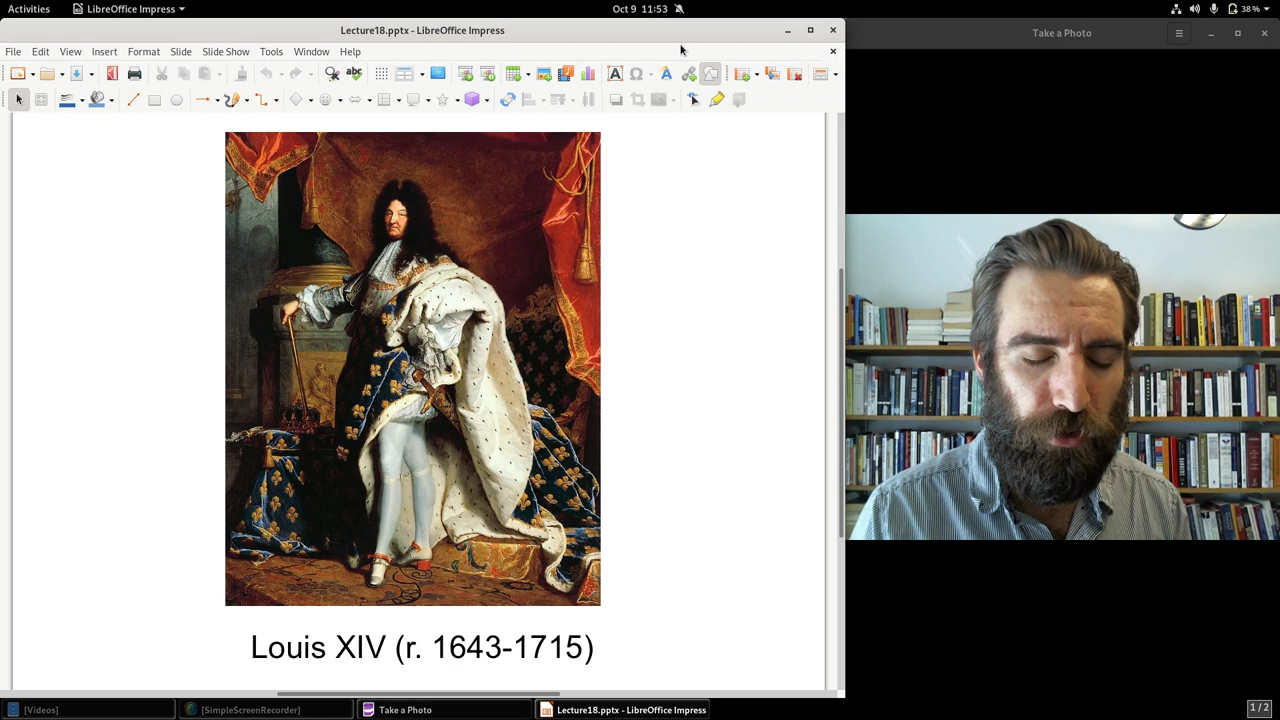 Activities
LibreOffice Impress
Oct 9 11:53
38 %
Lecture18.pptx - LibreOffice Impress
Take a Photo
File Edit View Insert Format Slide Slide Show Tools Window Help
Louis XIV (r. 1643-1715)
[Videos]
[SimpleScreenRecorder]
Take a Photo
Lecture18.pptx - LibreOffice Impress
1 / 2